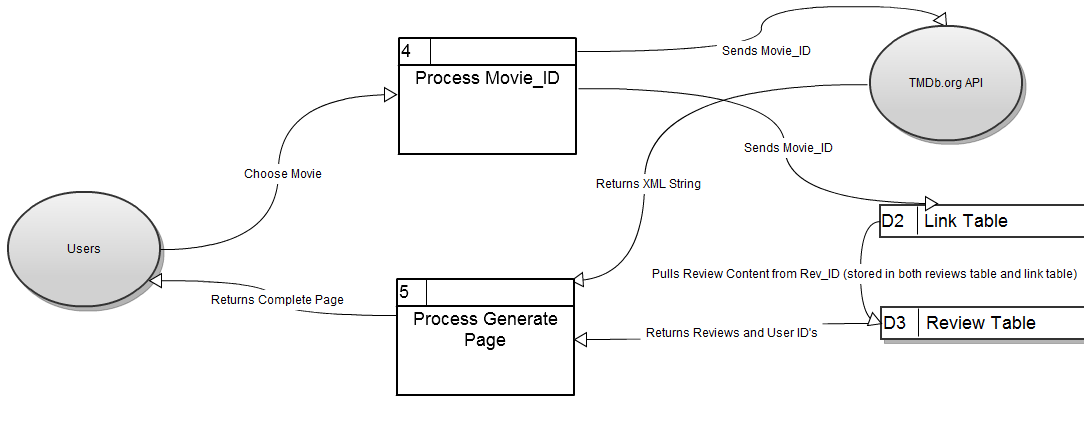 4
Process Movie_ID
Sends Movie_ID
TMDb.org API
Sends Movie_ID
Choose Movie
Returns XML String
D2 Link Table
Users
Pulls Review Content from Rev_ID (stored in both reviews table and link table)
5
Returns Complete Page
Process Generate
Page
Returns Reviews and User ID's
D3 Review Table